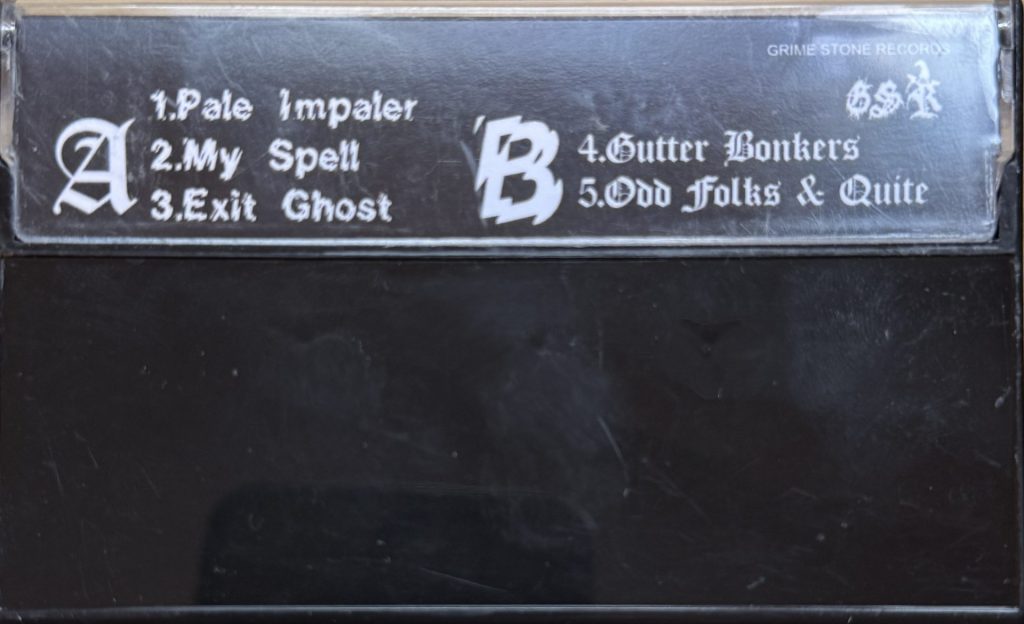 GRIME STONE RECORDS
GSR
A
1.Pale Impaler
2.My Spell
3.Exit Ghost
B
4.Gutter Bonkers
5.Odd Folks & Quite